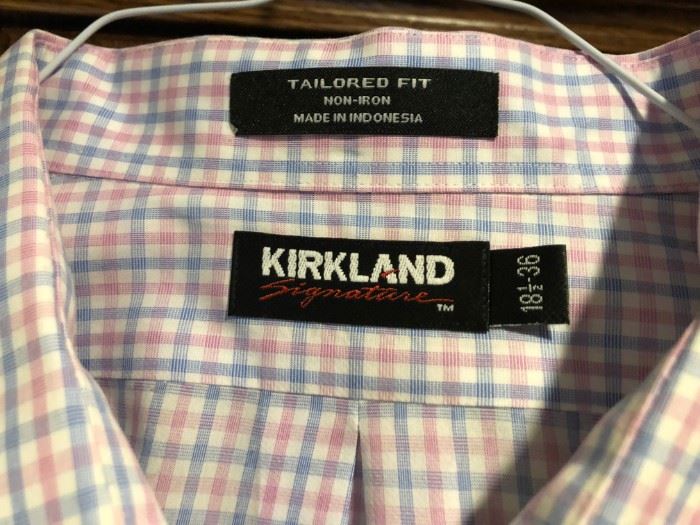 TAILORED FIT
NON-IRON
MADE IN INDONESIA
KIRKLAND
Signature
TM
18½-36